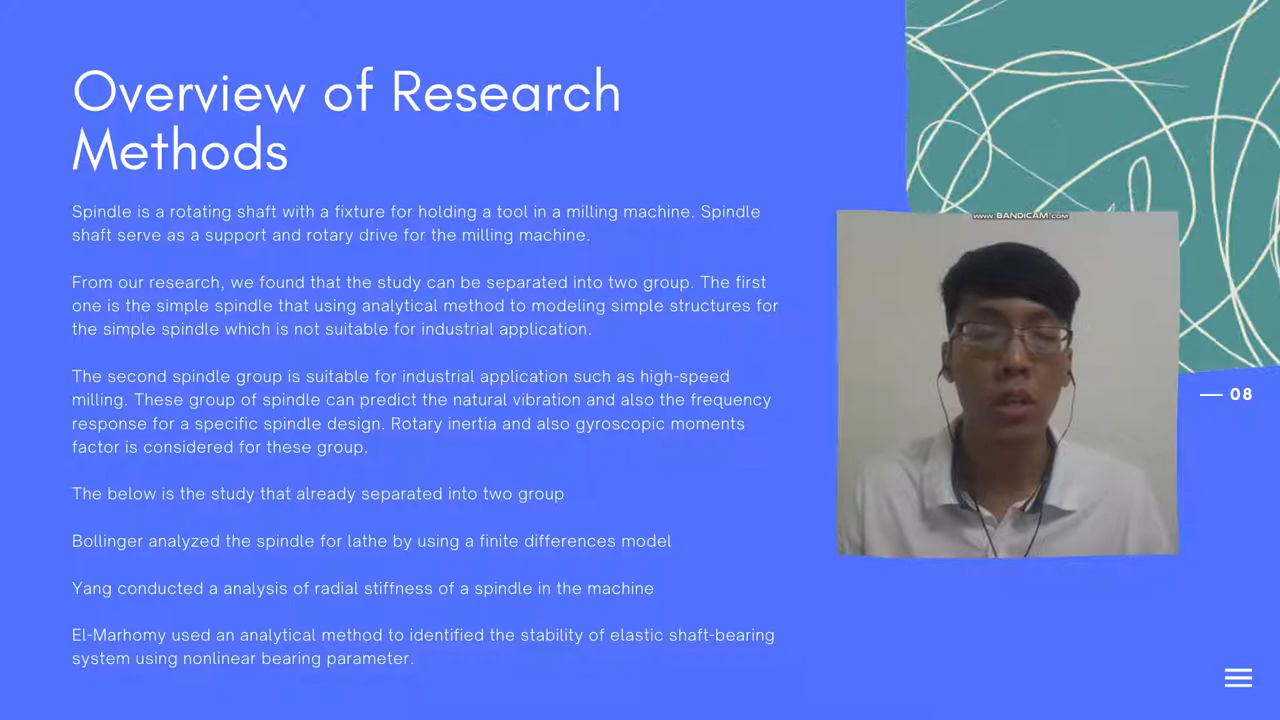 Overview of Research
Methods
Spindle is a rotating shaft with a fixture for holding a tool in a milling machine. Spindle
shaft serve as a support and rotary drive for the milling machine.
From our research, we found that the study can be separated into two group. The first
one is the simple spindle that using analytical method to modeling simple structures for
the simple spindle which is not suitable for industrial application.
The second spindle group is suitable for industrial application such as high-speed
milling. These group of spindle can predict the natural vibration and also the frequency
response for a specific spindle design. Rotary inertia and also gyroscopic moments
factor is considered for these group.
The below is the study that already separated into two group
Bollinger analyzed the spindle for lathe by using a finite differences model
Yang conducted a analysis of radial stiffness of a spindle in the machine
El-Marhomy used an analytical method to identified the stability of elastic shaft-bearing
system using nonlinear bearing parameter.
WWW.BANDICAM.COM
— 08